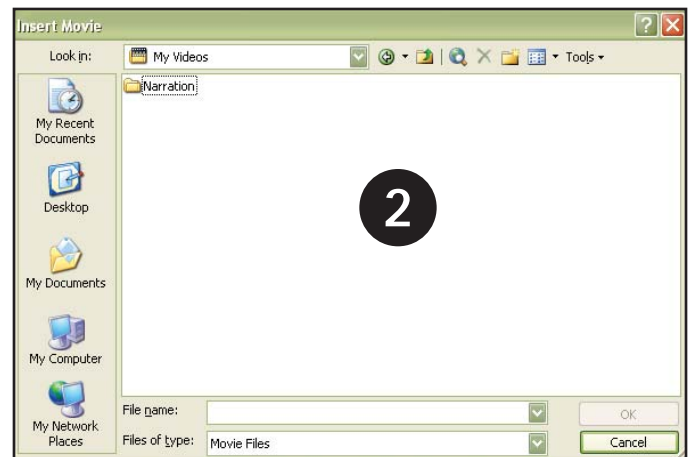 Insert Movie
Look in:
My Videos
Tools
Narration
My Recent
Documents
Desktop
My Documents
My Computer
My Network
Places
2
File name:
OK
Files of type:
Movie Files
Cancel